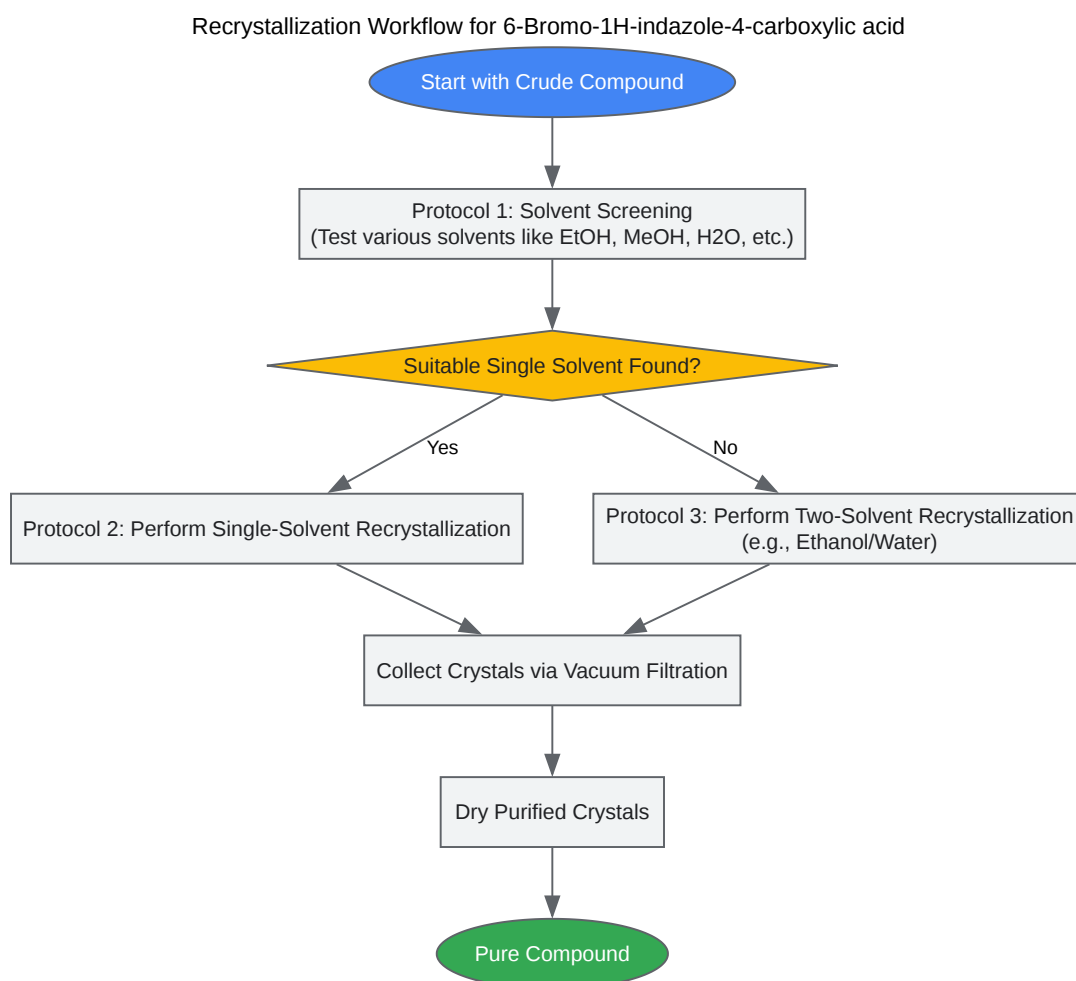 Recrystallization Workflow for 6-Bromo-1H-indazole-4-carboxylic acid
Start with Crude Compound
Protocol 1: Solvent Screening
(Test various solvents like EtOH, MeOH, H2O, etc.)
Suitable Single Solvent Found?
Yes
No
Protocol 2: Perform Single-Solvent Recrystallization
Protocol 3: Perform Two-Solvent Recrystallization
(e.g., Ethanol/Water)
Collect Crystals via Vacuum Filtration
Dry Purified Crystals
Pure Compound